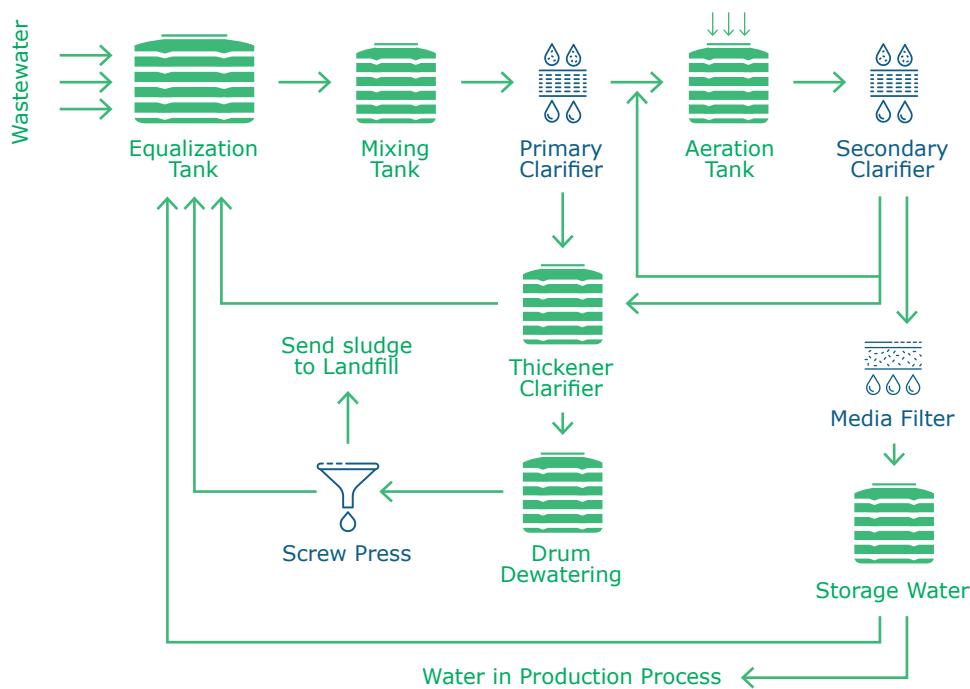 Wastewater
Equalization
Tank
Mixing
Tank
Primary
Clarifier
Aeration
Tank
Secondary
Clarifier
Send sludge
to Landfill
Thickener
Clarifier
Media Filter
Screw Press
Drum
Dewatering
Storage Water
Water in Production Process